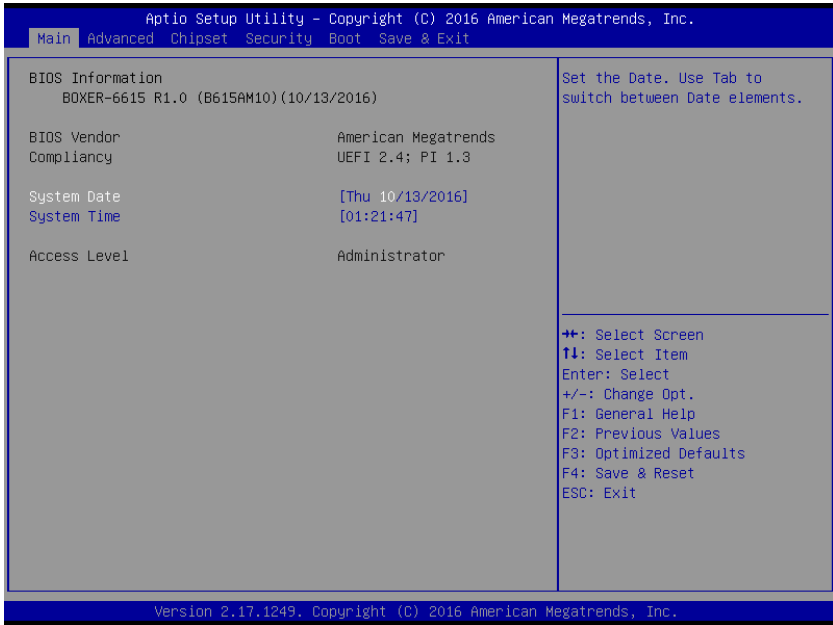 Aptio Setup Utility – Copyright (C) 2016 American Megatrends, Inc.
Main Advanced Chipset Security Boot Save & Exit
BIOS Information
BOXER-6615 R1.0 (B615AM10)(10/13/2016)
BIOS Vendor American Megatrends
Compliancy UEFI 2.4; PI 1.3
System Date [Thu 10/13/2016]
System Time [01:21:47]
Access Level Administrator
Set the Date. Use Tab to
switch between Date elements.
→←: Select Screen
↑↓: Select Item
Enter: Select
+/-: Change Opt.
F1: General Help
F2: Previous Values
F3: Optimized Defaults
F4: Save & Reset
ESC: Exit
Version 2.17.1249. Copyright (C) 2016 American Megatrends, Inc.